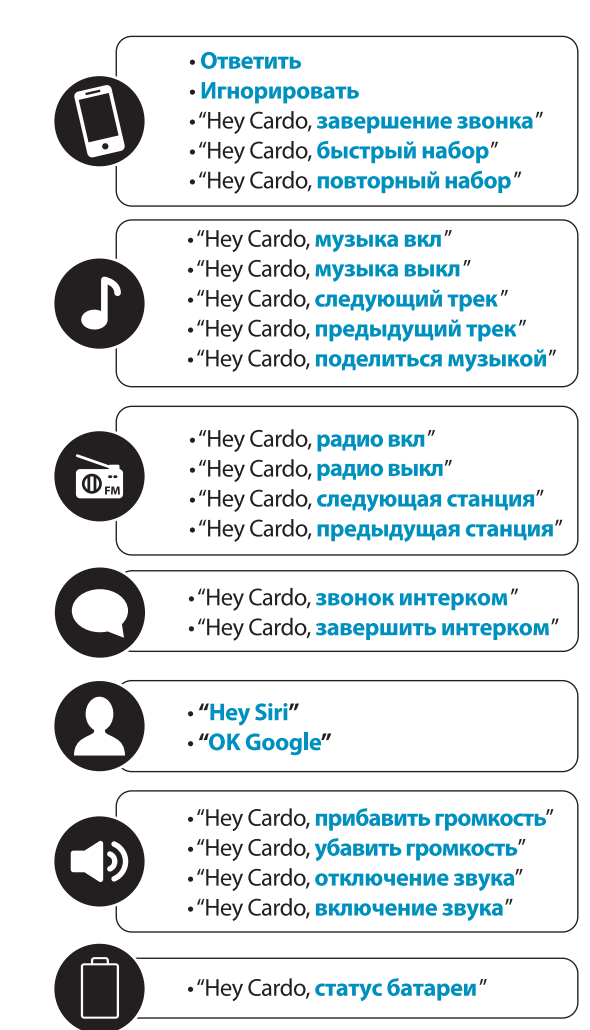 • Ответить
• Игнорировать
• “Hey Cardo, завершение звонка”
• “Hey Cardo, быстрый набор”
• “Hey Cardo, повторный набор”
• “Hey Cardo, музыка вкл”
• “Hey Cardo, музыка выкл”
• “Hey Cardo, следующий трек”
• “Hey Cardo, предыдущий трек”
• “Hey Cardo, поделиться музыкой”
FM
• “Hey Cardo, радио вкл”
• “Hey Cardo, радио выкл”
• “Hey Cardo, следующая станция”
• “Hey Cardo, предыдущая станция”
• “Hey Cardo, звонок интерком”
• “Hey Cardo, завершить интерком”
• “Hey Siri”
• “OK Google”
• “Hey Cardo, прибавить громкость”
• “Hey Cardo, убавить громкость”
• “Hey Cardo, отключение звука”
• “Hey Cardo, включение звука”
• “Hey Cardo, статус батареи”